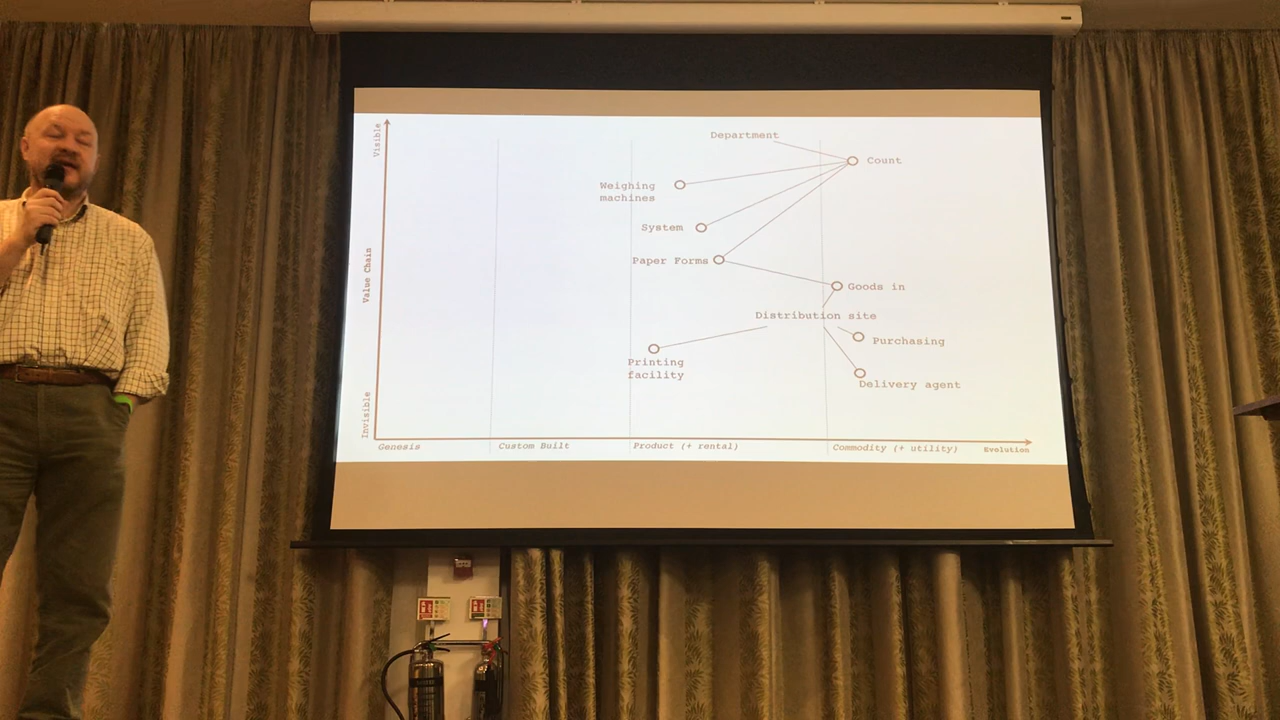 Visible
Value Chain
Invisible
Department
Count
Weighing
machines
System
Paper Forms
Goods in
Distribution site
Purchasing
Printing
facility
Delivery agent
Genesis
Custom Built
Product (+ rental)
Commodity (+ utility)
Evolution